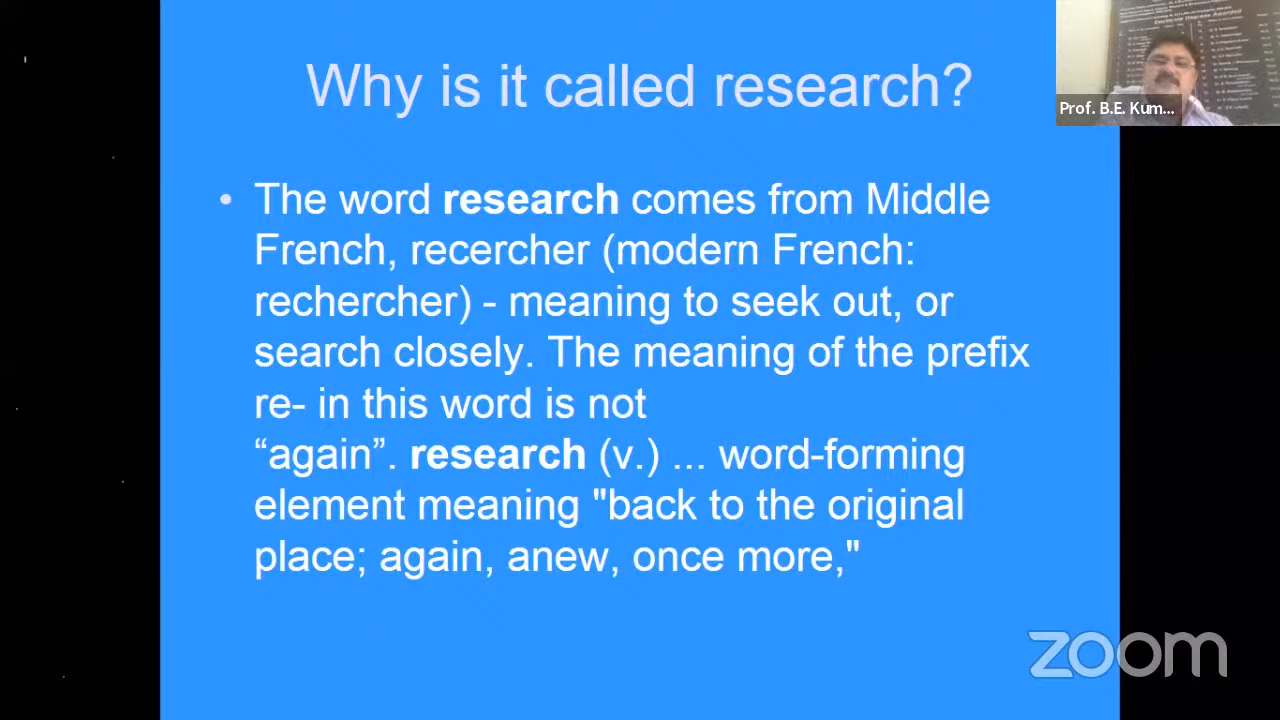 Why is it called research?
• The word research comes from Middle
French, recercher (modern French:
rechercher) - meaning to seek out, or
search closely. The meaning of the prefix
re- in this word is not
“again”. research (v.) ... word-forming
element meaning "back to the original
place; again, anew, once more,"
Prof. B.E. Kum...
zoom